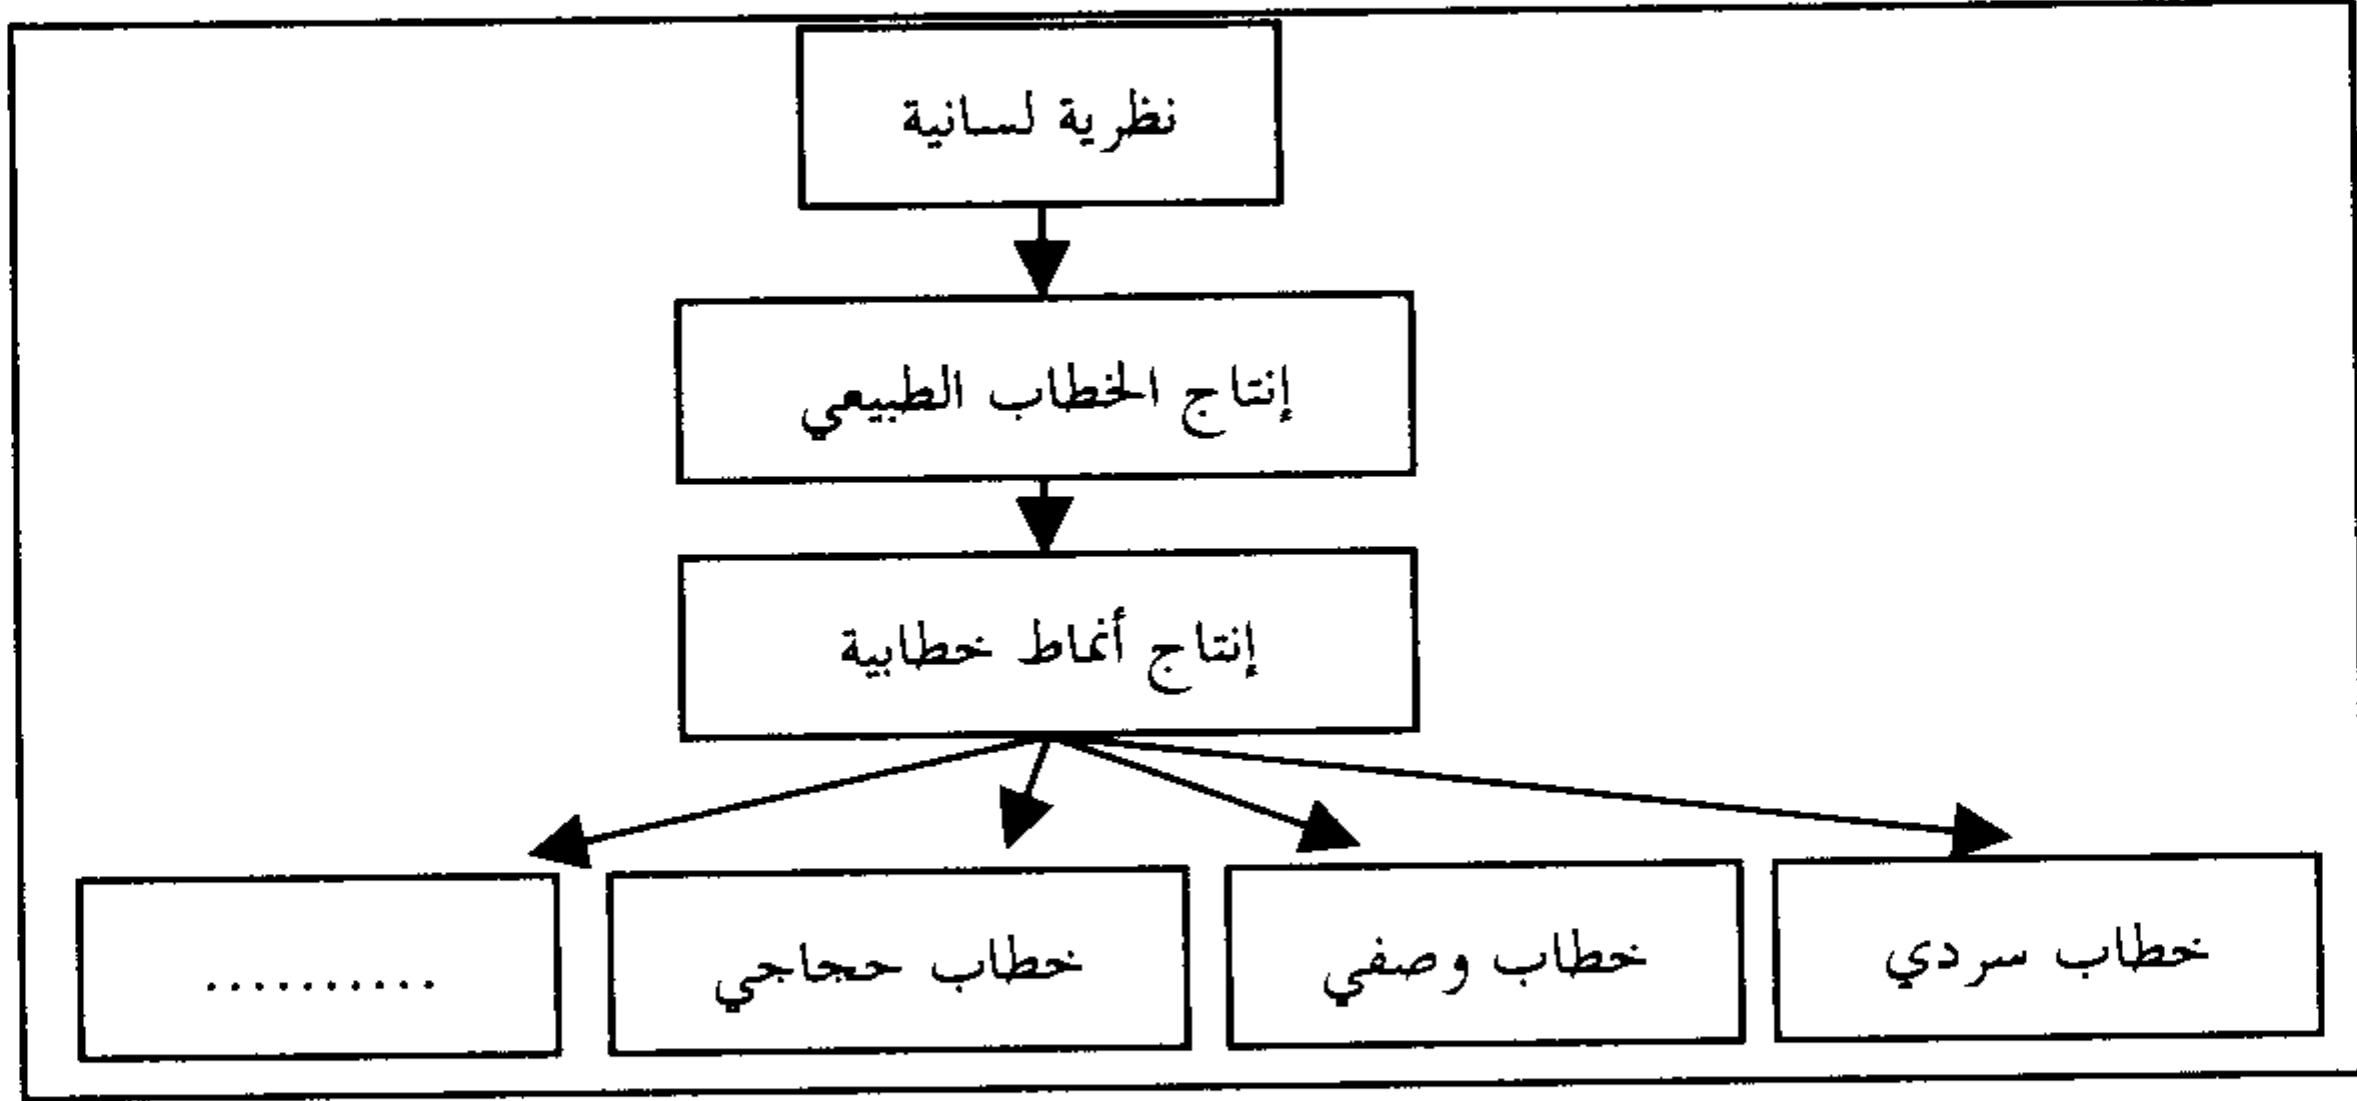 نظرية لسانية
إنتاج الخطاب الطبيعي
إنتاج أنماط خطابية
خطاب سردي
خطاب وصفي
خطاب حجاجي
..........